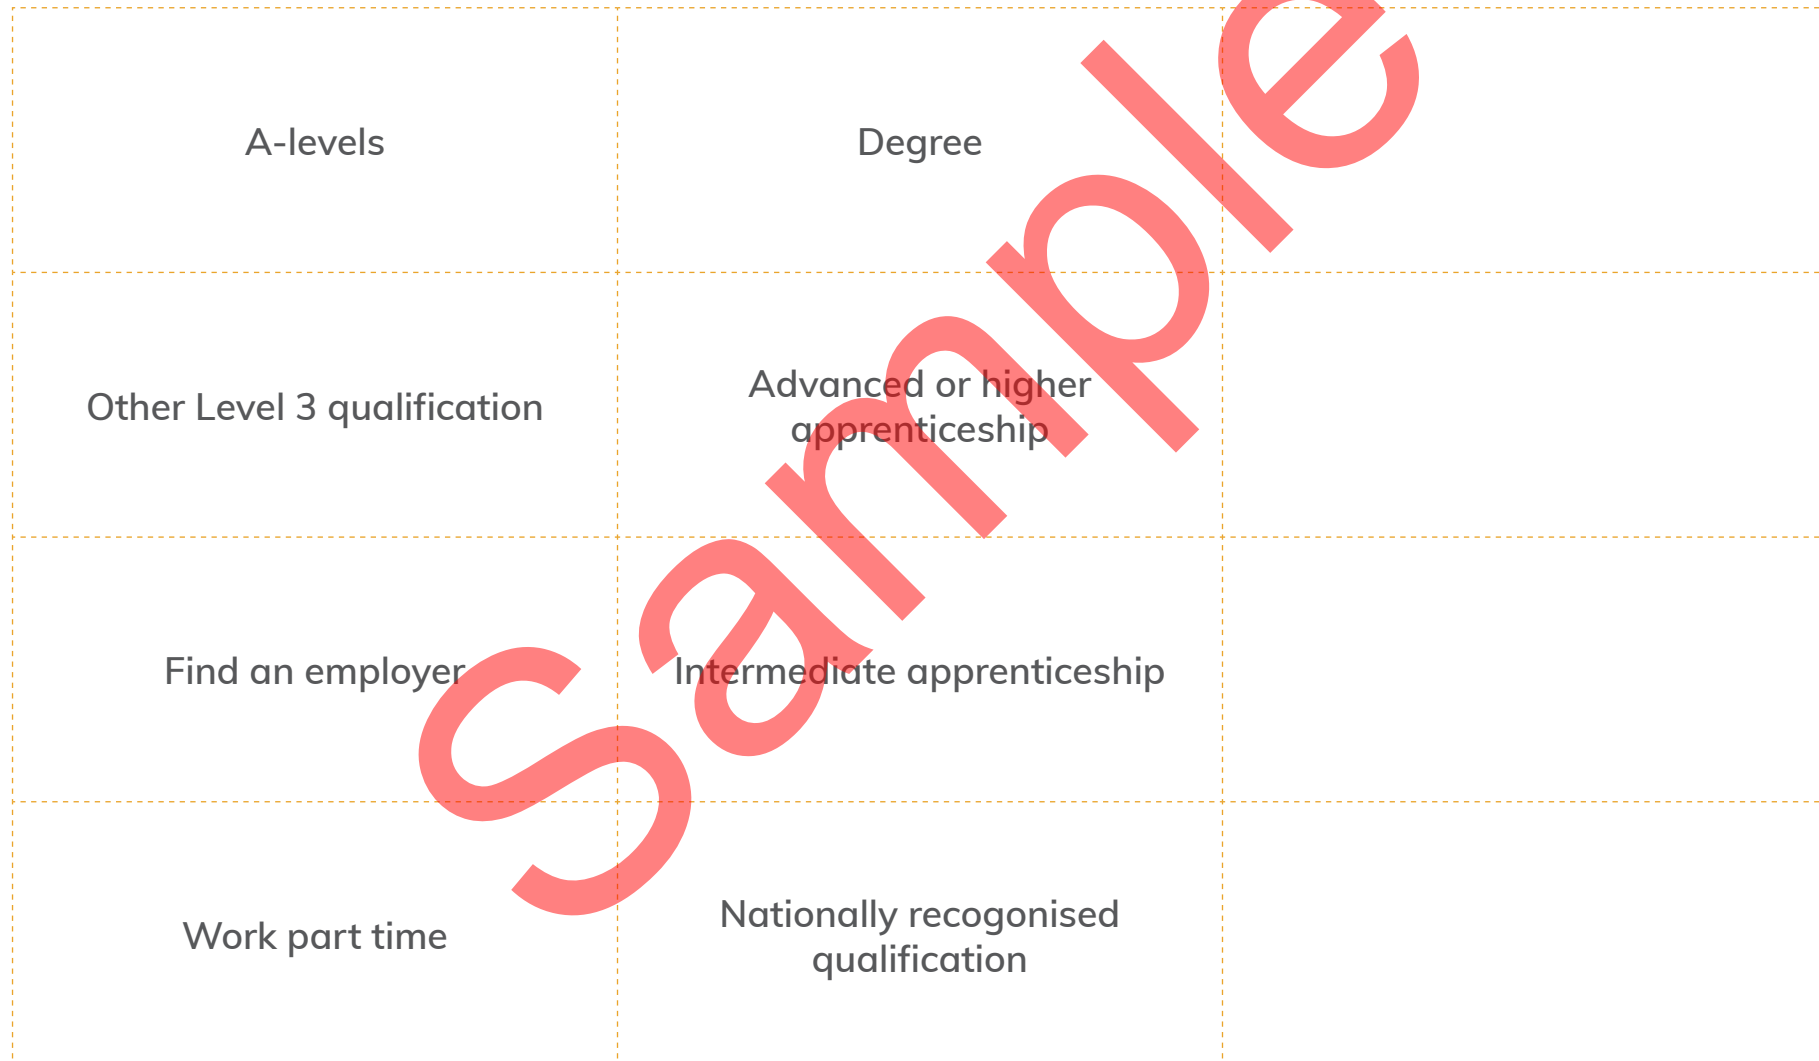 A-levels
Degree
Other Level 3 qualification
Advanced or higher
apprenticeship
Find an employer
Intermediate apprenticeship
Work part time
Nationally recogonised
qualification
Sample